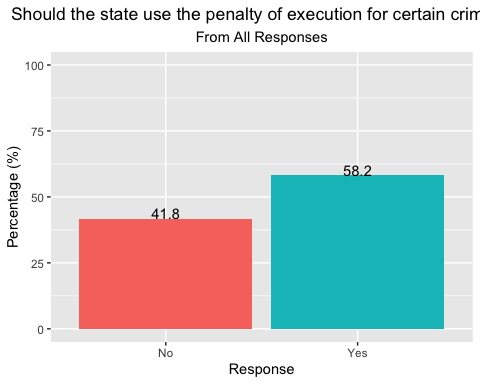 Should the state use the penalty of execution for certain crim
From All Responses
100
75
50
25
0
Percentage (%)
41.8
58.2
No
Yes
Response